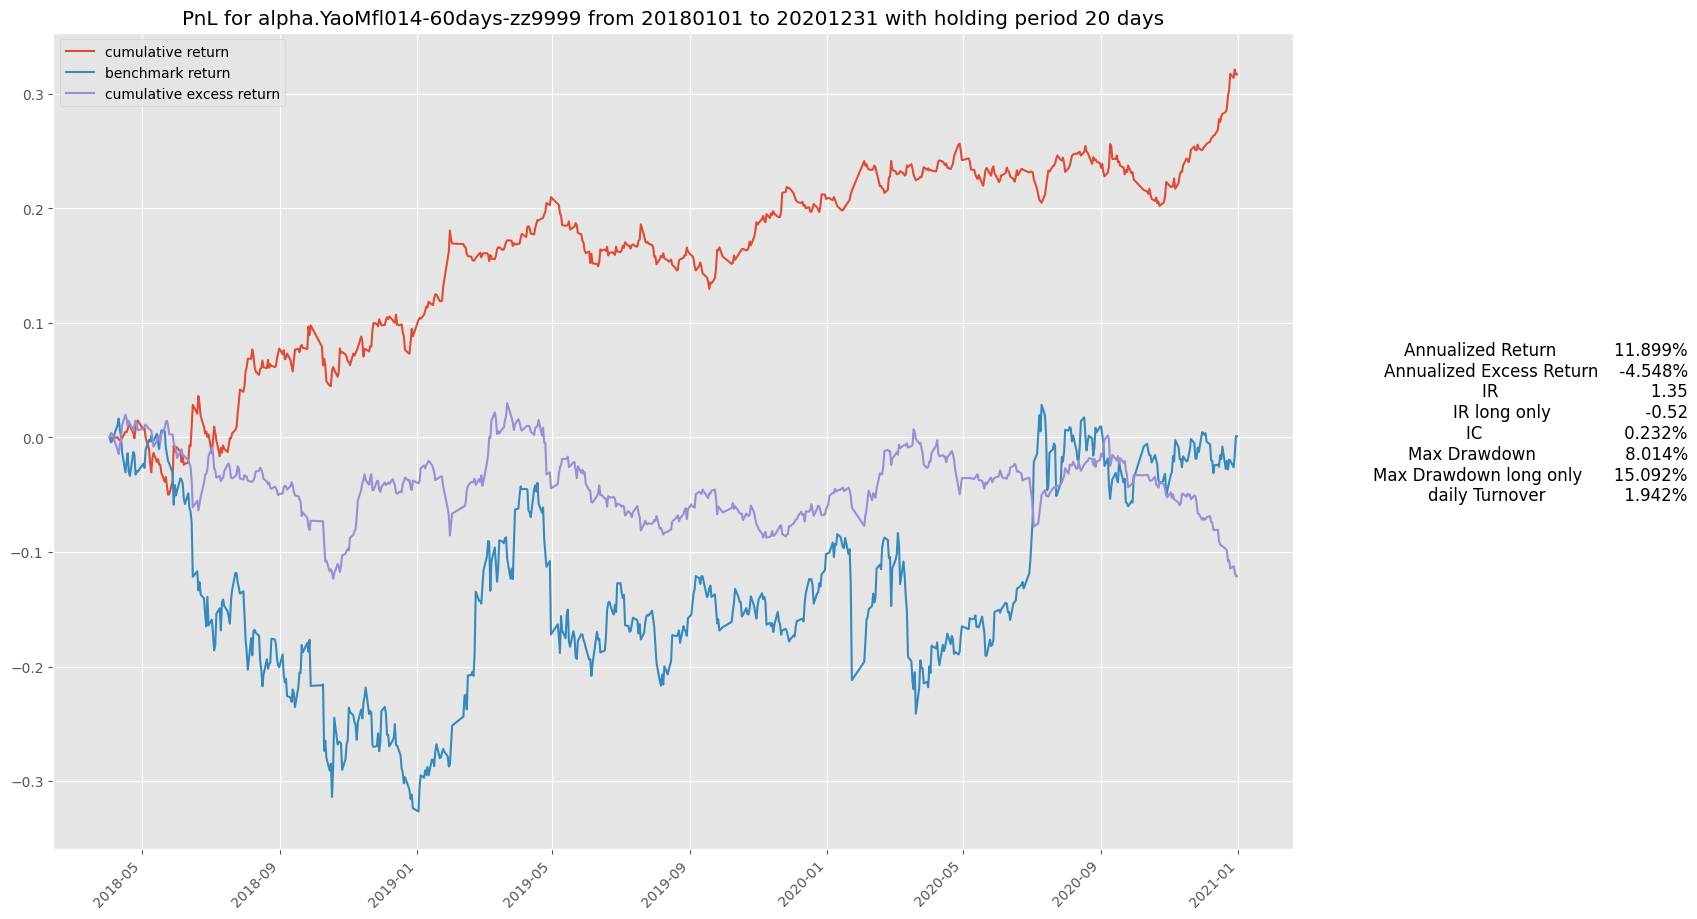 PnL for alpha.YaoMfl014-60days-zz9999 from 20180101 to 20201231 with holding period 20 days
cumulative return
benchmark return
cumulative excess return
0.3
0.2
0.1
0.0
−0.1
−0.2
−0.3
2018-05
2018-09
2019-01
2019-05
2019-09
2020-01
2020-05
2020-09
2021-01
Annualized Return 11.899%
Annualized Excess Return -4.548%
IR 1.35
IR long only -0.52
IC 0.232%
Max Drawdown 8.014%
Max Drawdown long only 15.092%
daily Turnover 1.942%